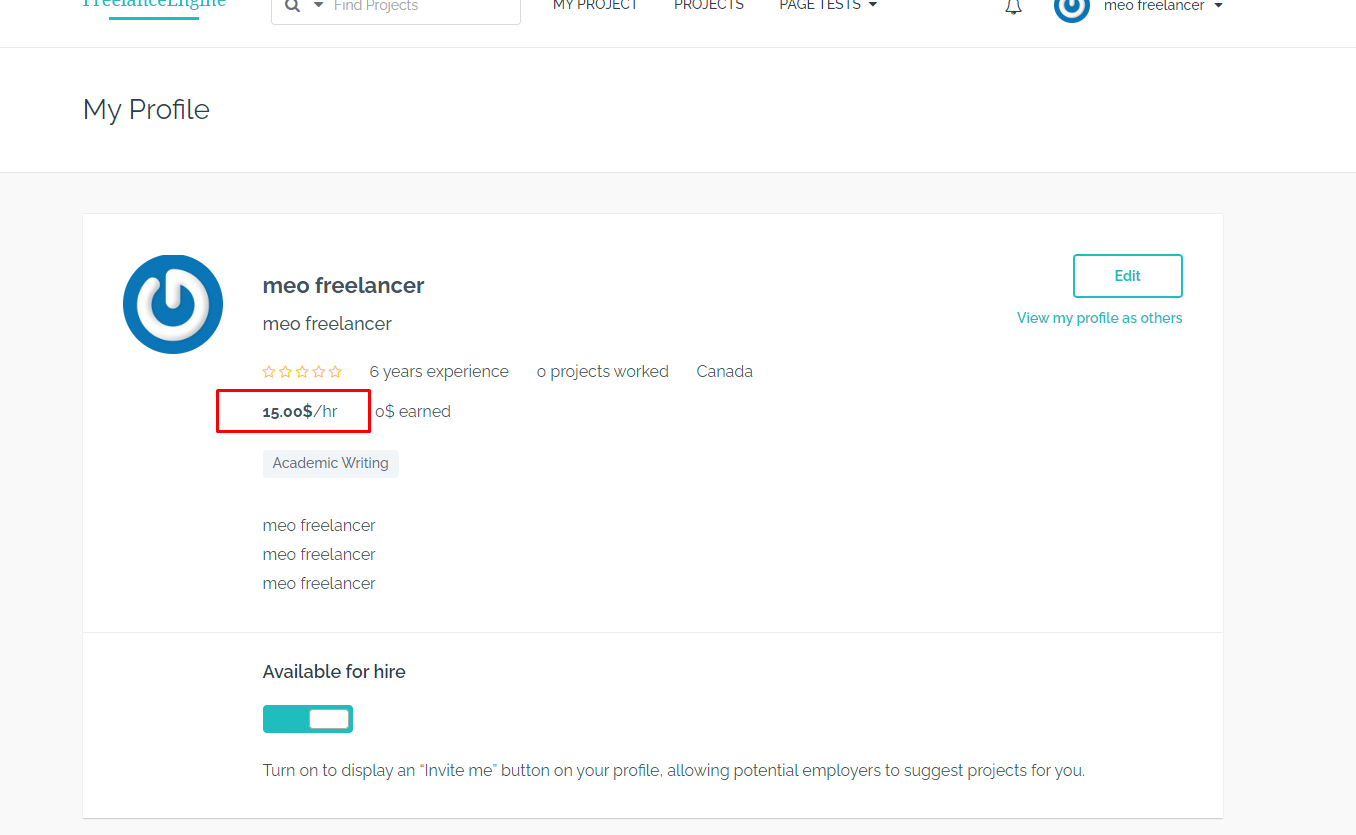 FreelanceEngine
Find Projects
MY PROJECT
PROJECTS
PAGE TESTS
meo freelancer
My Profile
meo freelancer
Edit
meo freelancer
View my profile as others
6 years experience
0 projects worked
Canada
15.00$/hr
0$ earned
Academic Writing
meo freelancer
meo freelancer
meo freelancer
Available for hire
Turn on to display an “Invite me” button on your profile, allowing potential employers to suggest projects for you.